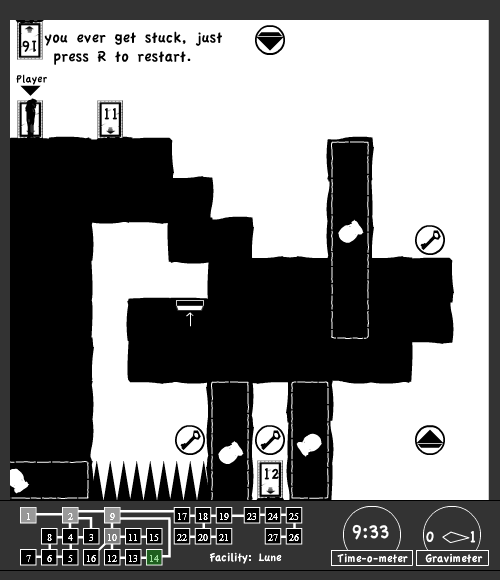 16
you ever get stuck, just
press R to restart.
Player
11
12
1 2 9 17 18 19 23 24 25
8 4 3 10 11 15 22 20 21 27 26
7 6 5 16 12 13 14
Facility: Lune
9:33
Time-o-meter
0 1
Gravimeter